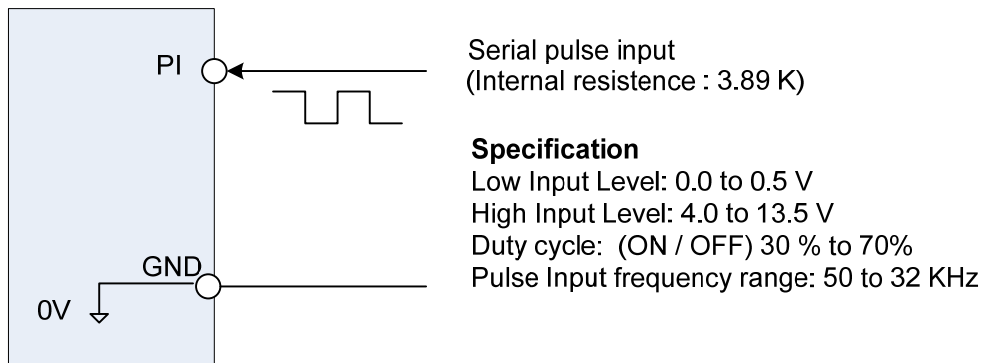 PI
Serial pulse input
(Internal resistence : 3.89 K)
Specification
Low Input Level: 0.0 to 0.5 V
High Input Level: 4.0 to 13.5 V
Duty cycle: (ON / OFF) 30 % to 70%
Pulse Input frequency range: 50 to 32 KHz
GND
0V